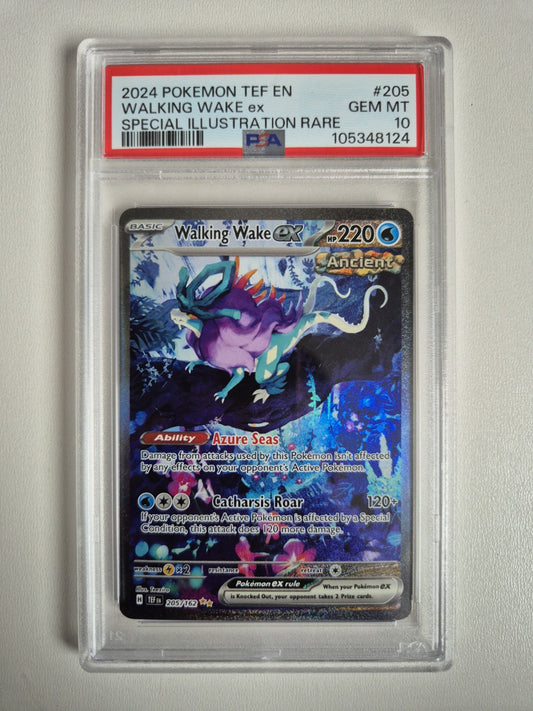 2024 POKEMON TEF EN #205
WALKING WAKE ex GEM MT
SPECIAL ILLUSTRATION RARE 10
PSA 105348124
BASIC Walking Wake ex HP 220
Ancient
Ability Azure Seas
Damage from attacks used by this Pokémon isn't affected
by any effects on your opponent's Active Pokémon.
Catharsis Roar 120+
If your opponent's Active Pokémon is affected by a Special
Condition, this attack does 120 more damage.
weakness ×2 resistance retreat
Pokémon ex rule When your Pokémon ex
is Knocked Out, your opponent takes 2 Prize cards.
H TEF EN 205/162